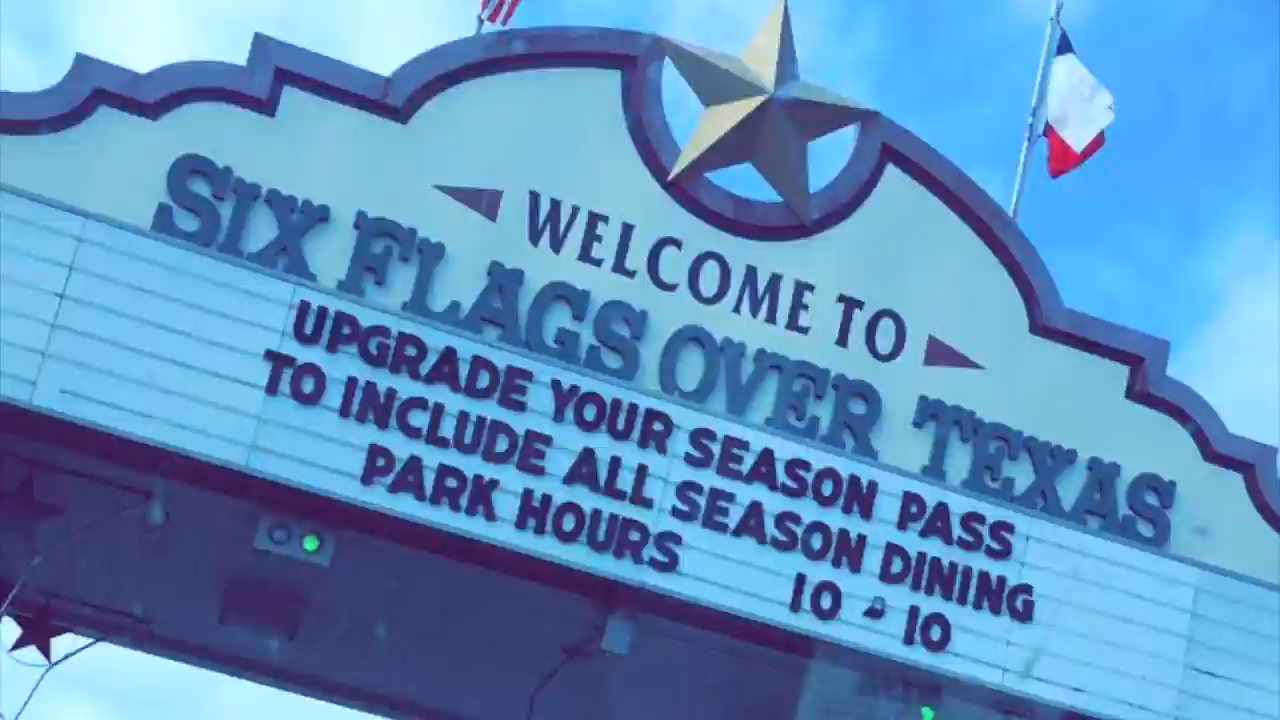 WELCOME TO
SIX FLAGS OVER TEXAS
UPGRADE YOUR SEASON PASS
TO INCLUDE ALL SEASON DINING
PARK HOURS 10 - 10